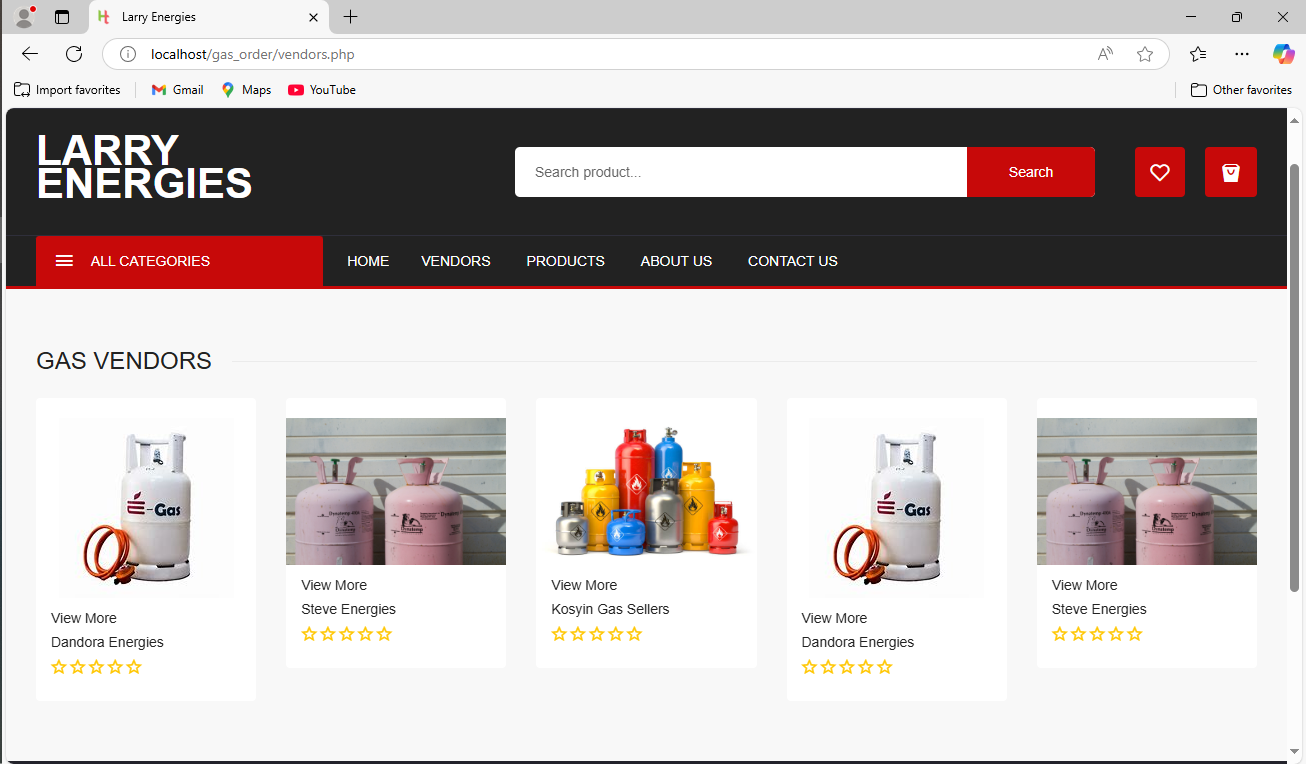 Larry Energies
localhost/gas_order/vendors.php
Import favorites
Gmail
Maps
YouTube
Other favorites
LARRY
ENERGIES
Search product...
Search
ALL CATEGORIES
HOME
VENDORS
PRODUCTS
ABOUT US
CONTACT US
GAS VENDORS
E-Gas
View More
Dandora Energies
View More
Steve Energies
View More
Kosyin Gas Sellers
E-Gas
View More
Dandora Energies
View More
Steve Energies